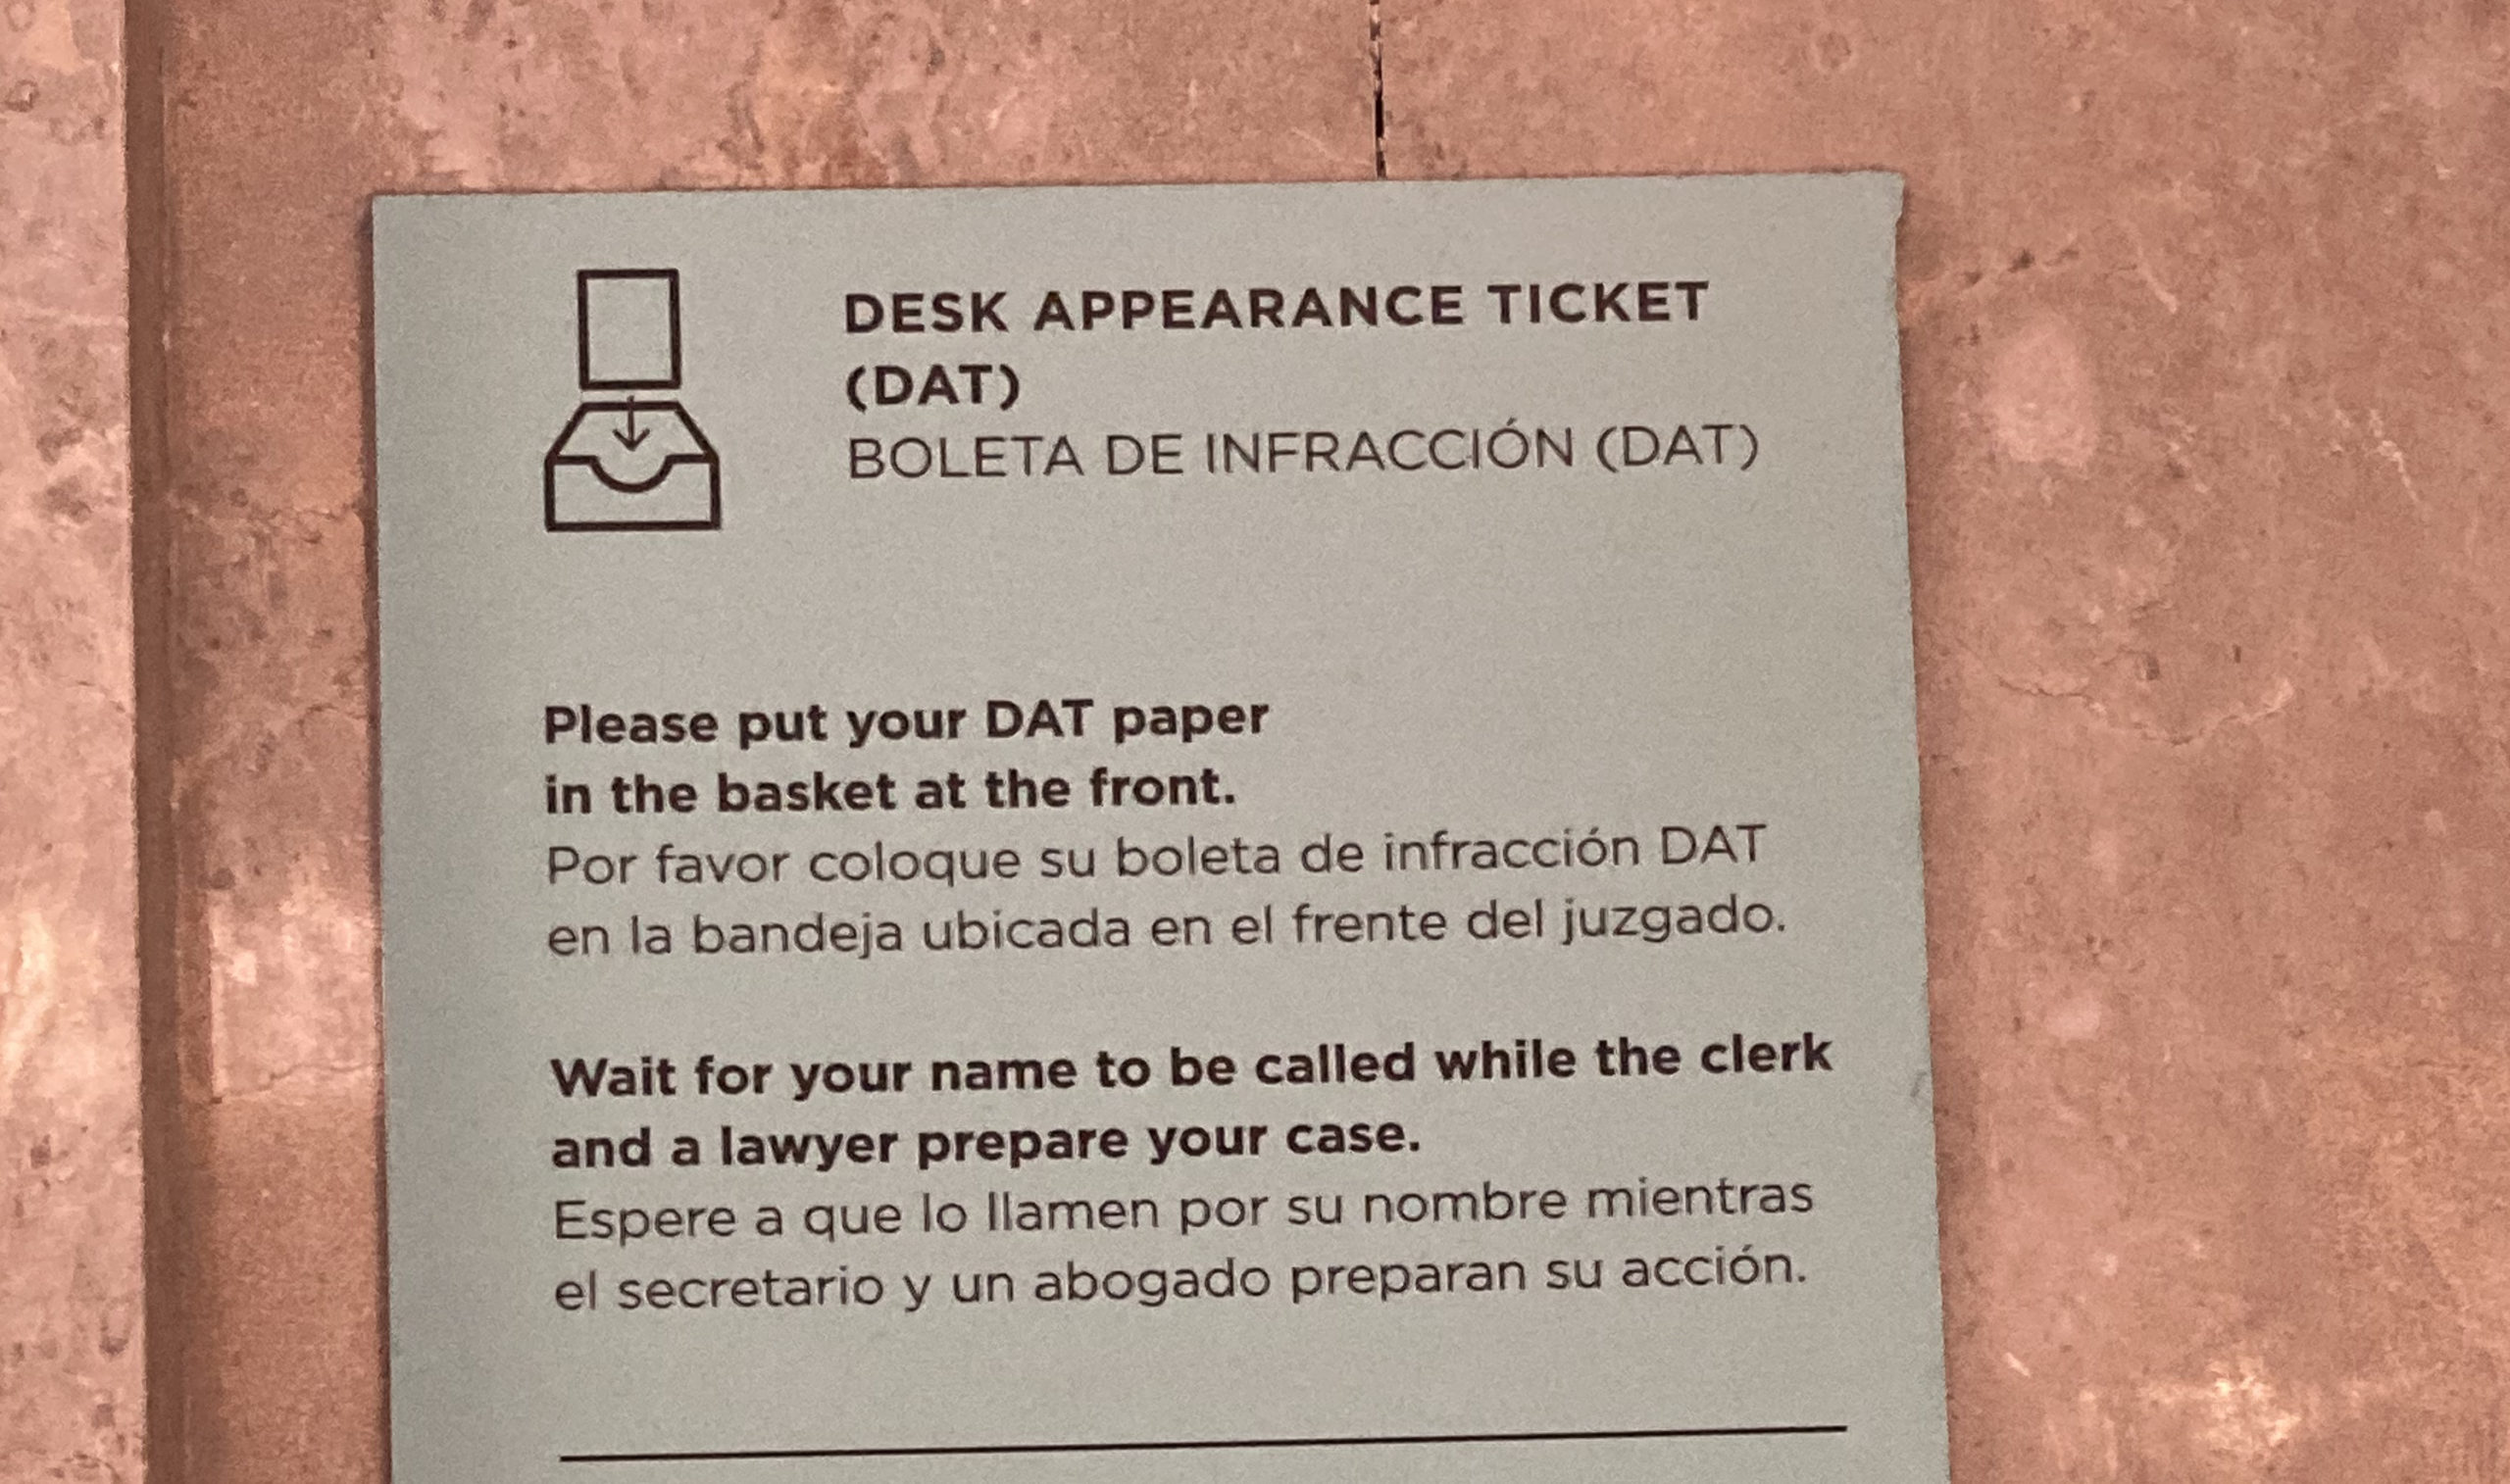 DESK APPEARANCE TICKET
(DAT)
BOLETA DE INFRACCIÓN (DAT)
Please put your DAT paper
in the basket at the front.
Por favor coloque su boleta de infracción DAT
en la bandeja ubicada en el frente del juzgado.
Wait for your name to be called while the clerk
and a lawyer prepare your case.
Espere a que lo llamen por su nombre mientras
el secretario y un abogado preparan su acción.